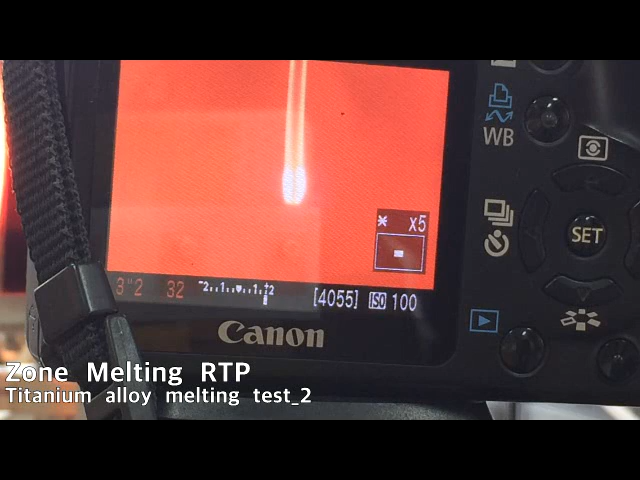 WB
x5
SET
3"2 32 -2..1..▼..1..+2 [4055] ISO 100
Canon
Zone Melting RTP
Titanium alloy melting test_2